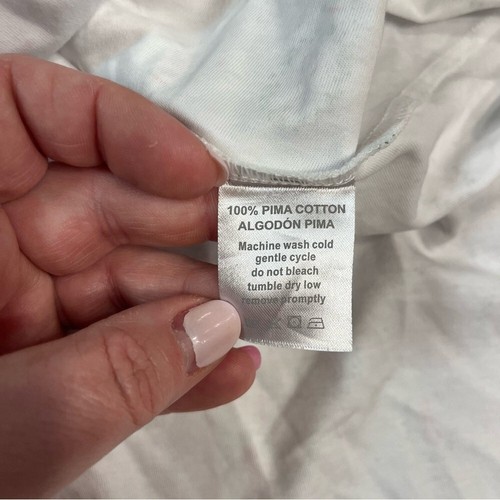 100% PIMA COTTON
ALGODÓN PIMA
Machine wash cold
gentle cycle
do not bleach
tumble dry low
remove promptly